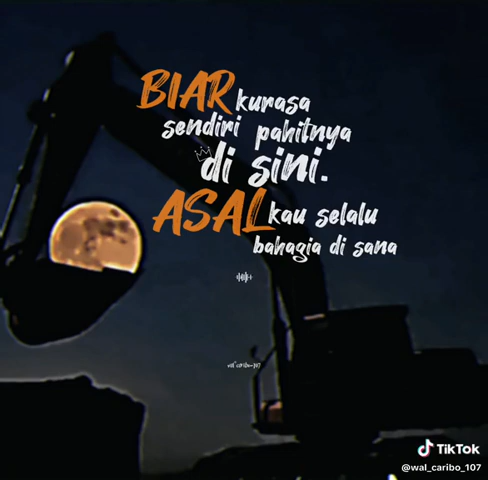 BIAR kurasa
sendiri pahitnya
di sini.
ASAL kau selalu
bahagia di sana
TikTok
@wal_caribo_107